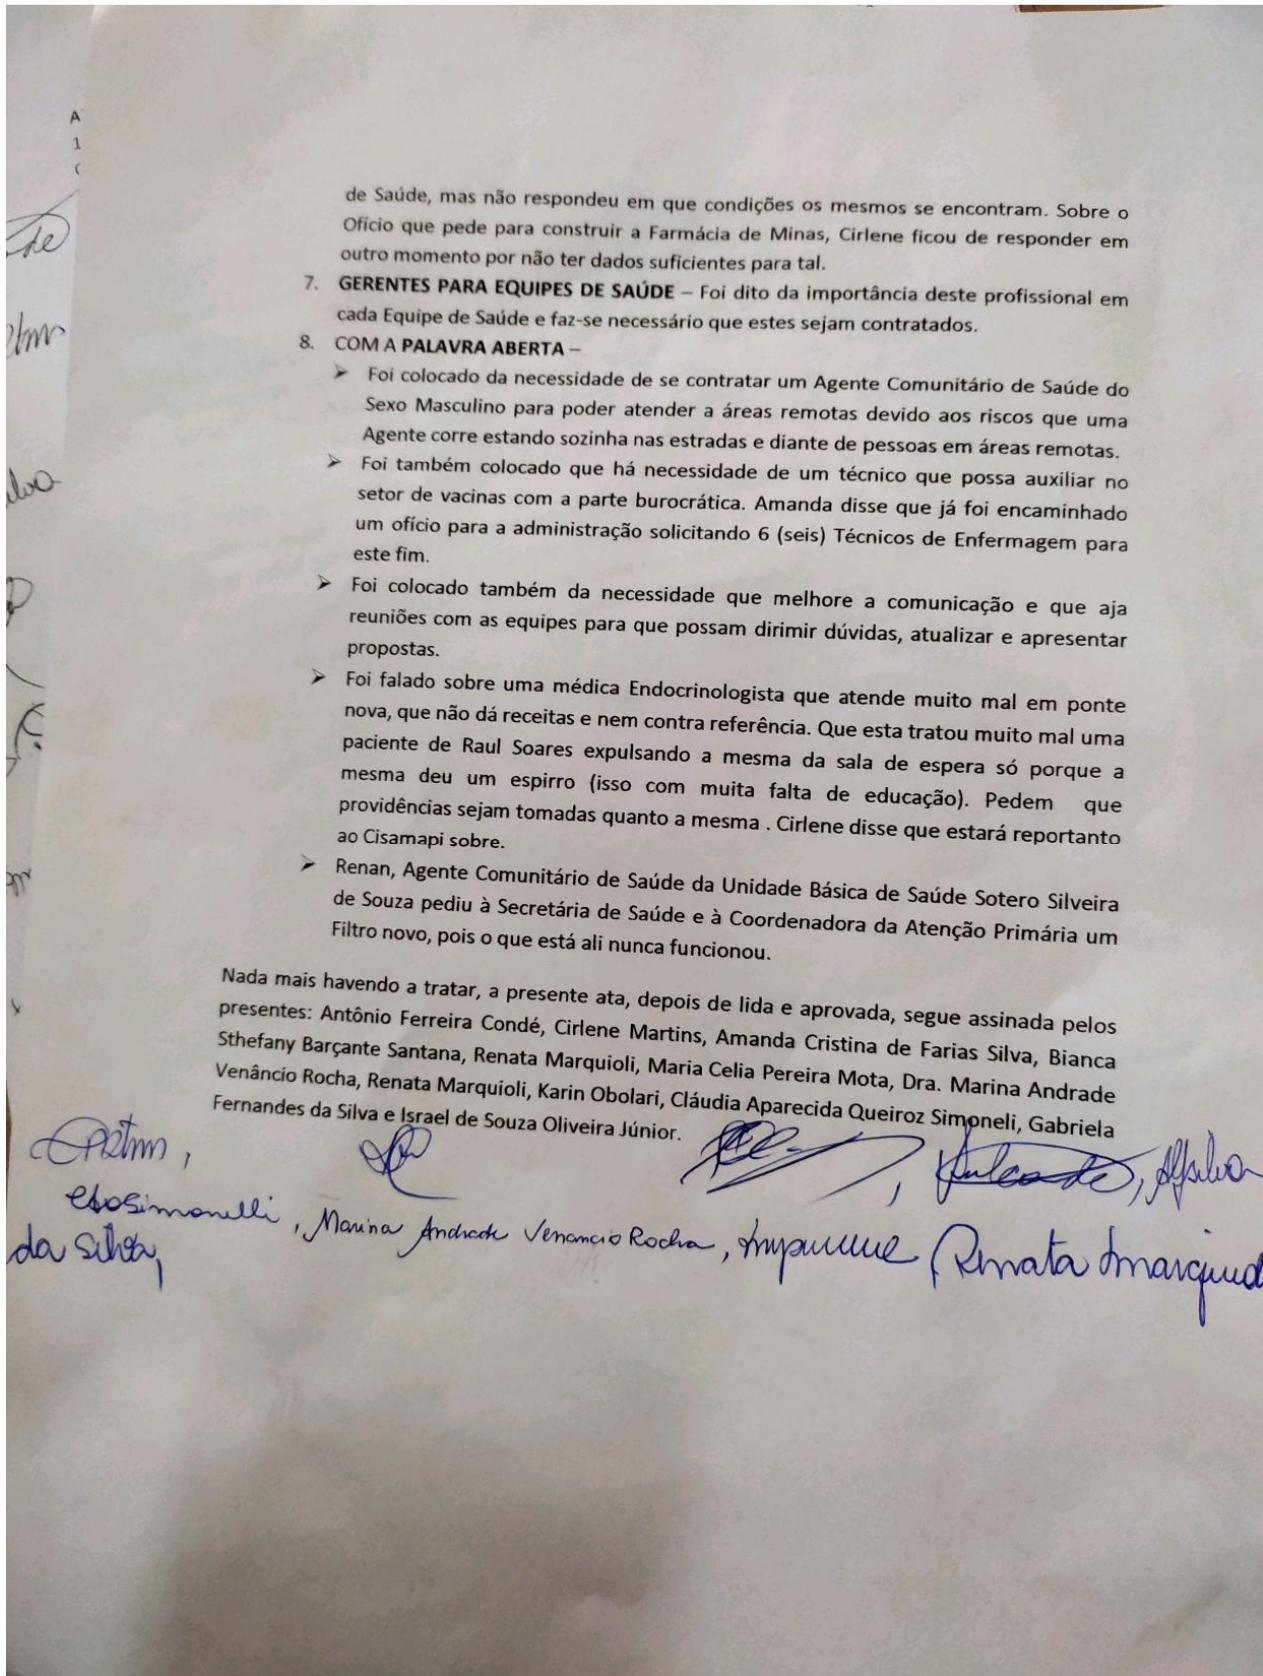 de Saúde, mas não respondeu em que condições os mesmos se encontram. Sobre o
Ofício que pede para construir a Farmácia de Minas, Cirlene ficou de responder em
outro momento por não ter dados suficientes para tal.
7. GERENTES PARA EQUIPES DE SAÚDE – Foi dito da importância deste profissional em
cada Equipe de Saúde e faz-se necessário que estes sejam contratados.
8. COM A PALAVRA ABERTA –
➢ Foi colocado da necessidade de se contratar um Agente Comunitário de Saúde do
Sexo Masculino para poder atender a áreas remotas devido aos riscos que uma
Agente corre estando sozinha nas estradas e diante de pessoas em áreas remotas.
➢ Foi também colocado que há necessidade de um técnico que possa auxiliar no
setor de vacinas com a parte burocrática. Amanda disse que já foi encaminhado
um ofício para a administração solicitando 6 (seis) Técnicos de Enfermagem para
este fim.
➢ Foi colocado também da necessidade que melhore a comunicação e que aja
reuniões com as equipes para que possam dirimir dúvidas, atualizar e apresentar
propostas.
➢ Foi falado sobre uma médica Endocrinologista que atende muito mal em ponte
nova, que não dá receitas e nem contra referência. Que esta tratou muito mal uma
paciente de Raul Soares expulsando a mesma da sala de espera só porque a
mesma deu um espirro (isso com muita falta de educação). Pedem que
providências sejam tomadas quanto a mesma . Cirlene disse que estará reportanto
ao Cisamapi sobre.
➢ Renan, Agente Comunitário de Saúde da Unidade Básica de Saúde Sotero Silveira
de Souza pediu à Secretária de Saúde e à Coordenadora da Atenção Primária um
Filtro novo, pois o que está ali nunca funcionou.
Nada mais havendo a tratar, a presente ata, depois de lida e aprovada, segue assinada pelos
presentes: Antônio Ferreira Condé, Cirlene Martins, Amanda Cristina de Farias Silva, Bianca
Sthefany Barçante Santana, Renata Marquioli, Maria Celia Pereira Mota, Dra. Marina Andrade
Venâncio Rocha, Renata Marquioli, Karin Obolari, Cláudia Aparecida Queiroz Simoneli, Gabriela
Fernandes da Silva e Israel de Souza Oliveira Júnior.
Marina Andrade Venancio Rocha, Renata
da Silva,